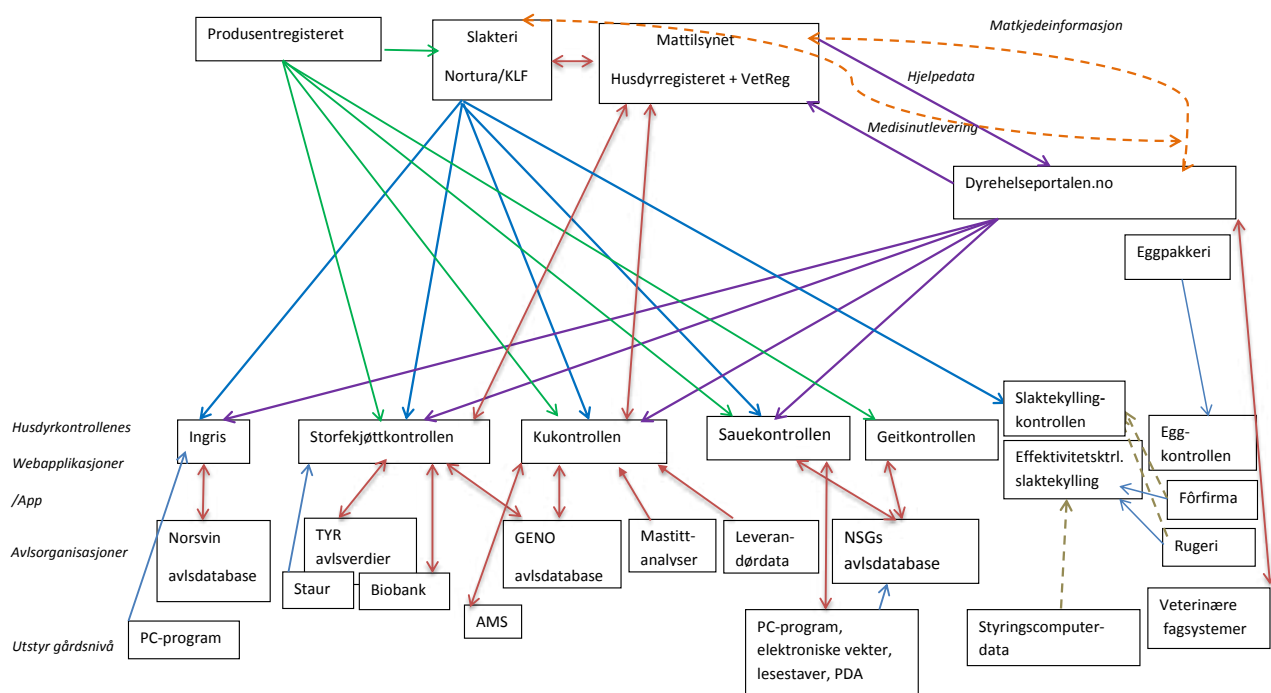 Produsentregisteret
Slakteri
Nortura/KLF
Mattilsynet
Husdyrregisteret + VetReg
Matkjedeinformasjon
Hjelpedata
Medisinutlevering
Dyrehelseportalen.no
Eggpakkeri
Husdyrkontrollenes
Webapplikasjoner
/App
Avlsorganisasjoner
Utstyr gårdsnivå
Ingris
Storfekjøttkontrollen
Kukontrollen
Sauekontrollen
Geitkontrollen
Slaktekylling-
kontrollen
Effektivitetsktrl.
slaktekylling
Egg-
kontrollen
Fôrfirma
Rugeri
Norsvin
avlsdatabase
TYR
avlsverdier
Staur
Biobank
GENO
avlsdatabase
Mastitt-
analyser
Leveran-
dørdata
NSGs
avlsdatabase
AMS
PC-program
PC-program,
elektroniske vekter,
lesestaver, PDA
Styringscomputer-
data
Veterinære
fagsystemer